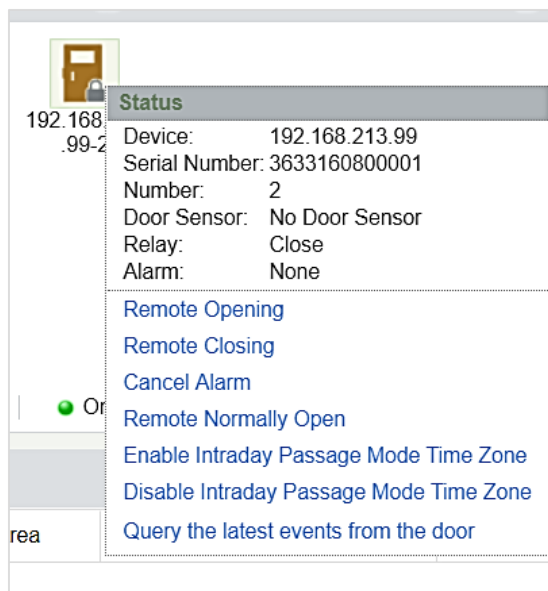 192.168
.99-2
Status
Device: 192.168.213.99
Serial Number: 3633160800001
Number: 2
Door Sensor: No Door Sensor
Relay: Close
Alarm: None
Remote Opening
Remote Closing
Cancel Alarm
Remote Normally Open
Enable Intraday Passage Mode Time Zone
Disable Intraday Passage Mode Time Zone
Query the latest events from the door